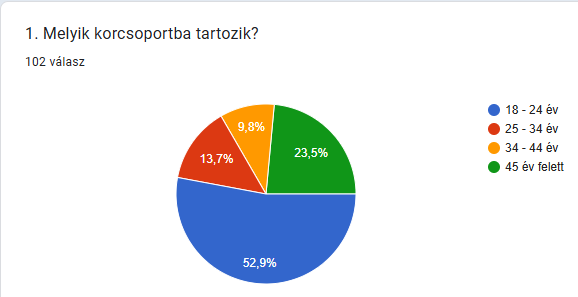 1. Melyik korcsoportba tartozik?
102 válasz
18 - 24 év
25 - 34 év
34 - 44 év
45 év felett
9,8%
13,7%
23,5%
52,9%